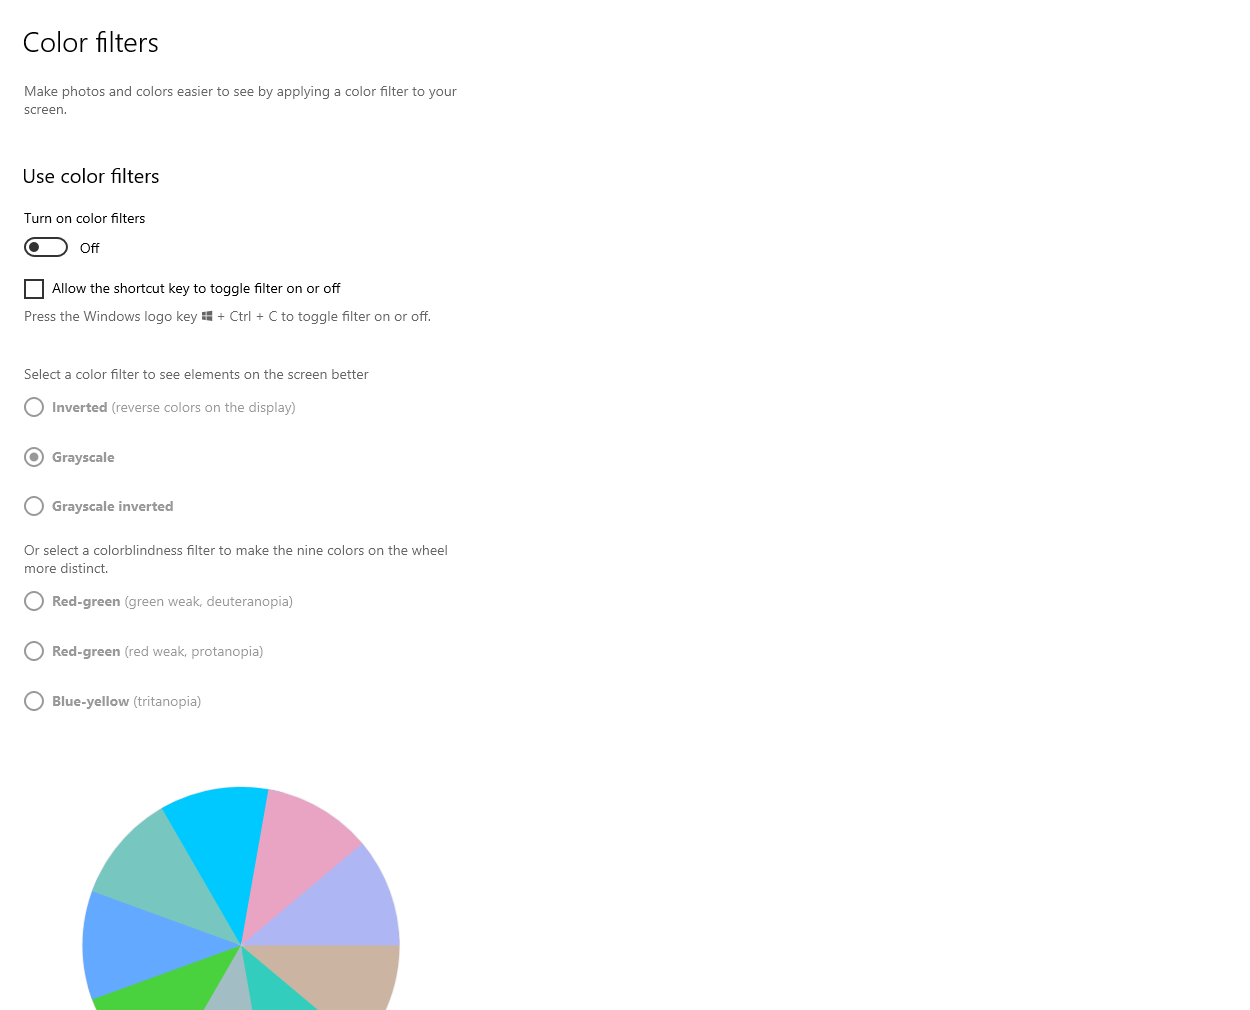 Color filters
Make photos and colors easier to see by applying a color filter to your
screen.
Use color filters
Turn on color filters
Off
Allow the shortcut key to toggle filter on or off
Press the Windows logo key + Ctrl + C to toggle filter on or off.
Select a color filter to see elements on the screen better
Inverted (reverse colors on the display)
Grayscale
Grayscale inverted
Or select a colorblindness filter to make the nine colors on the wheel
more distinct.
Red-green (green weak, deuteranopia)
Red-green (red weak, protanopia)
Blue-yellow (tritanopia)